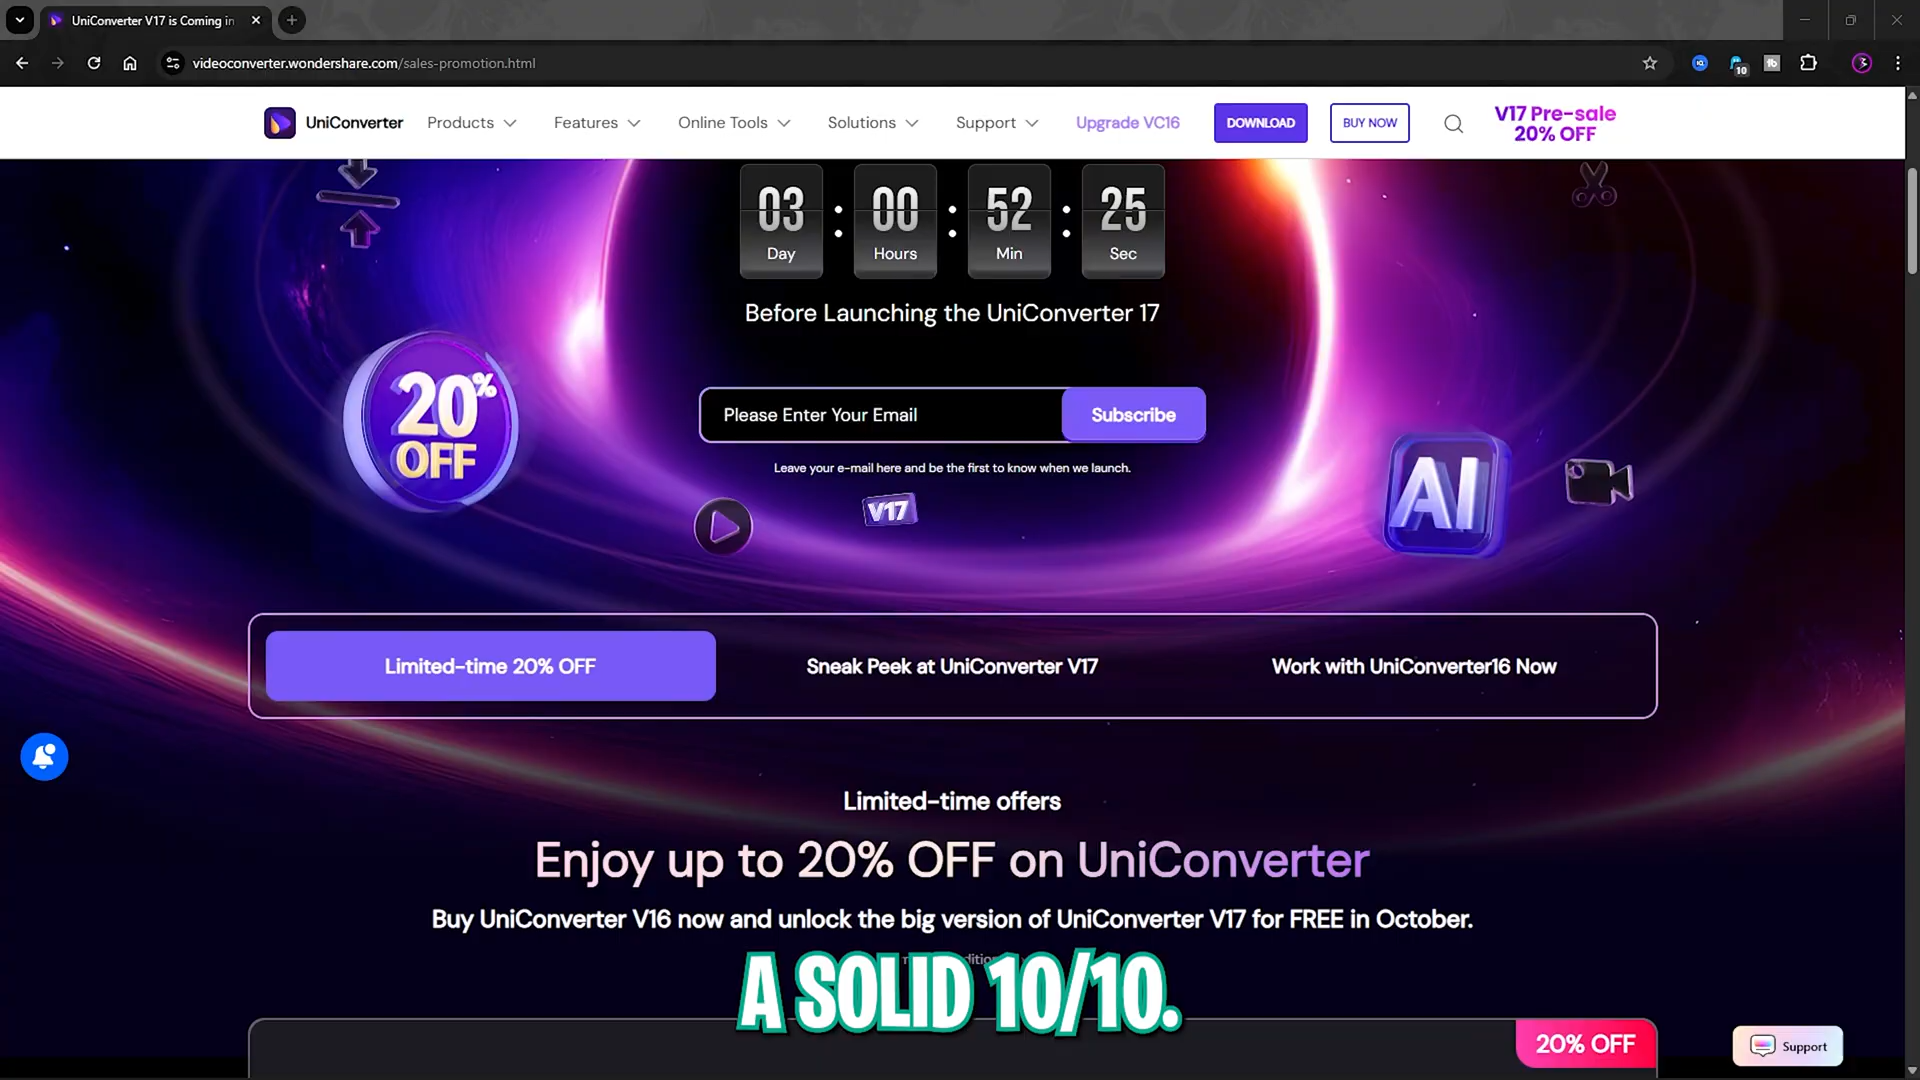 UniConverter V17 is Coming in
videoconverter.wondershare.com/sales-promotion.html
10
UniConverter
Products
Features
Online Tools
Solutions
Support
Upgrade VC16
DOWNLOAD
BUY NOW
V17 Pre-sale
20% OFF
03 : 00 : 52 : 25
Day Hours Min Sec
Before Launching the UniConverter 17
20%
OFF
Please Enter Your Email
Subscribe
Leave your e-mail here and be the first to know when we launch.
V17
AI
Limited-time 20% OFF
Sneak Peek at UniConverter V17
Work with UniConverter16 Now
Limited-time offers
Enjoy up to 20% OFF on UniConverter
Buy UniConverter V16 now and unlock the big version of UniConverter V17 for FREE in October.
A SOLID 10/10.
20% OFF
Support